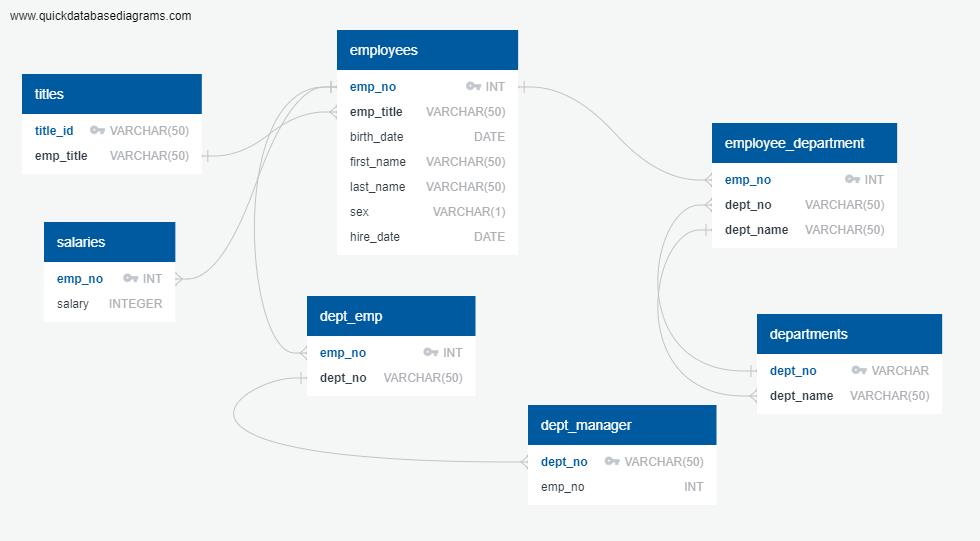 www.quickdatabasediagrams.com
titles
title_id VARCHAR(50)
emp_title VARCHAR(50)
salaries
emp_no INT
salary INTEGER
employees
emp_no INT
emp_title VARCHAR(50)
birth_date DATE
first_name VARCHAR(50)
last_name VARCHAR(50)
sex VARCHAR(1)
hire_date DATE
dept_emp
emp_no INT
dept_no VARCHAR(50)
dept_manager
dept_no VARCHAR(50)
emp_no INT
employee_department
emp_no INT
dept_no VARCHAR(50)
dept_name VARCHAR(50)
departments
dept_no VARCHAR
dept_name VARCHAR(50)